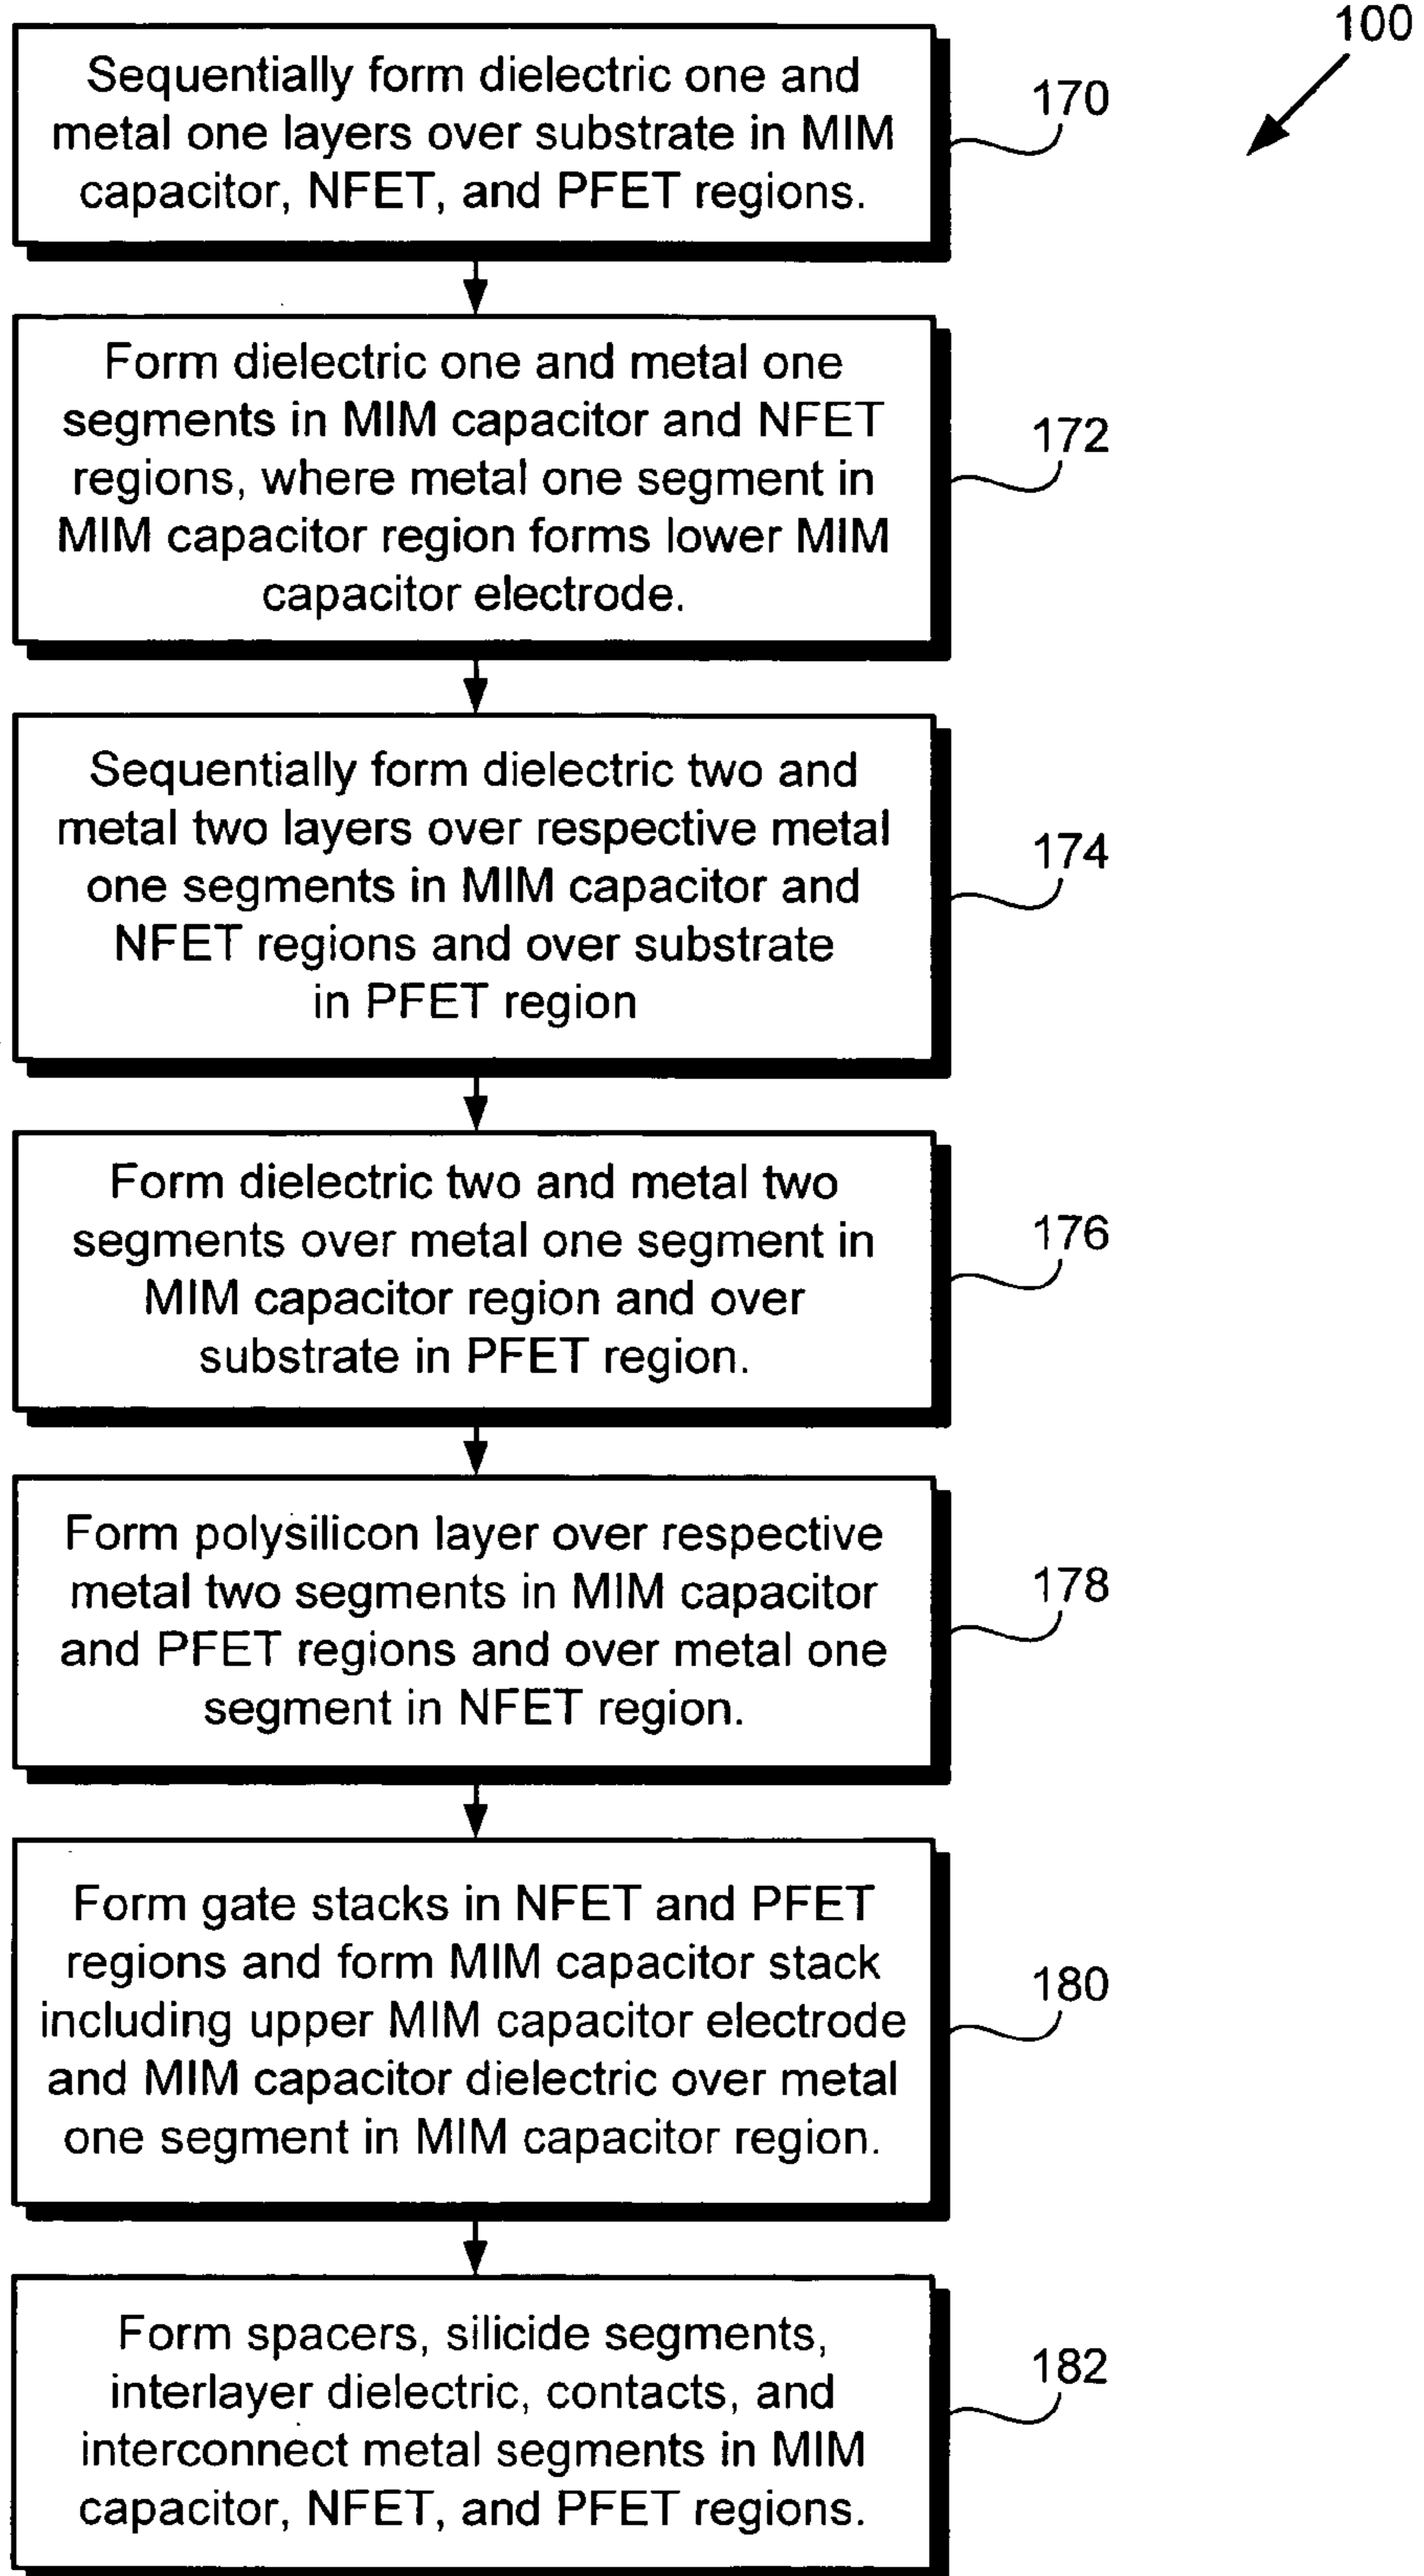 100
Sequentially form dielectric one and
metal one layers over substrate in MIM
capacitor, NFET, and PFET regions.
170
Form dielectric one and metal one
segments in MIM capacitor and NFET
regions, where metal one segment in
MIM capacitor region forms lower MIM
capacitor electrode.
172
Sequentially form dielectric two and
metal two layers over respective metal
one segments in MIM capacitor and
NFET regions and over substrate
in PFET region
174
Form dielectric two and metal two
segments over metal one segment in
MIM capacitor region and over
substrate in PFET region.
176
Form polysilicon layer over respective
metal two segments in MIM capacitor
and PFET regions and over metal one
segment in NFET region.
178
Form gate stacks in NFET and PFET
regions and form MIM capacitor stack
including upper MIM capacitor electrode
and MIM capacitor dielectric over metal
one segment in MIM capacitor region.
180
Form spacers, silicide segments,
interlayer dielectric, contacts, and
interconnect metal segments in MIM
capacitor, NFET, and PFET regions.
182